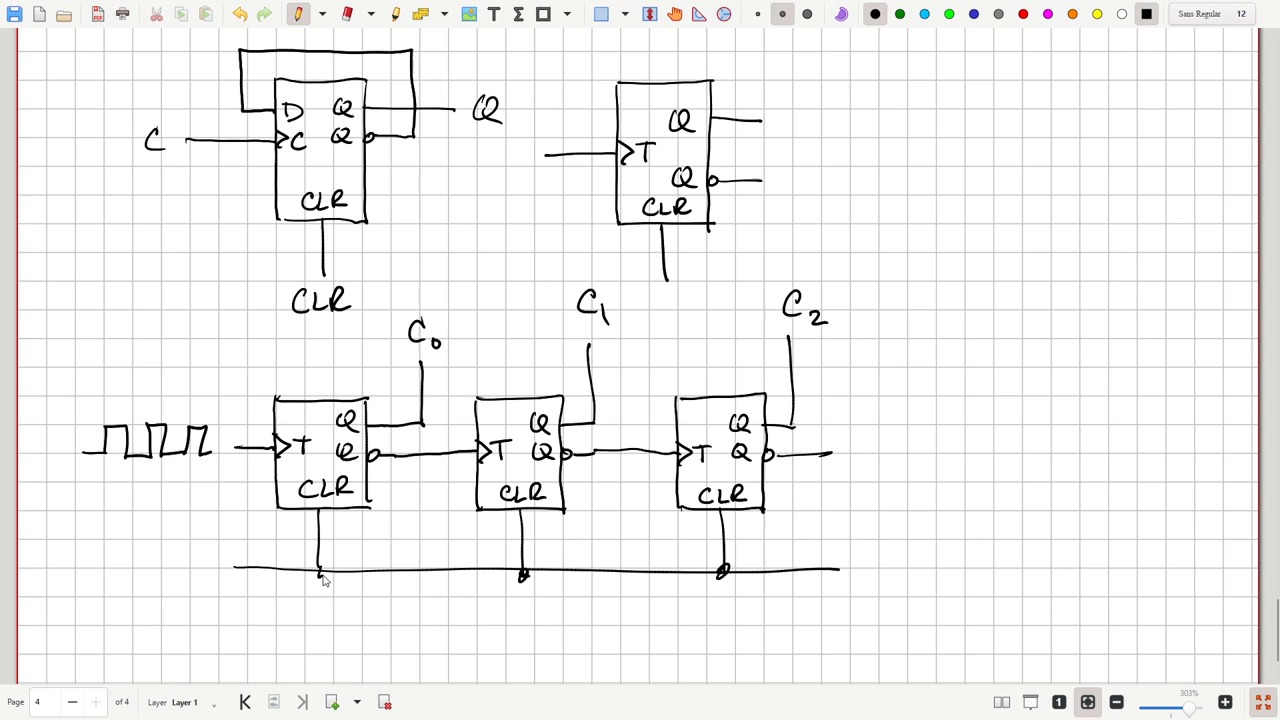 Sans Regular 12
D Q Q
C C Q
CLR
CLR
Q
T
Q
CLR
C0 C1 C2
Q Q Q
T Q T Q T Q
CLR CLR CLR
Page 4 of 4 Layer Layer 1 303%